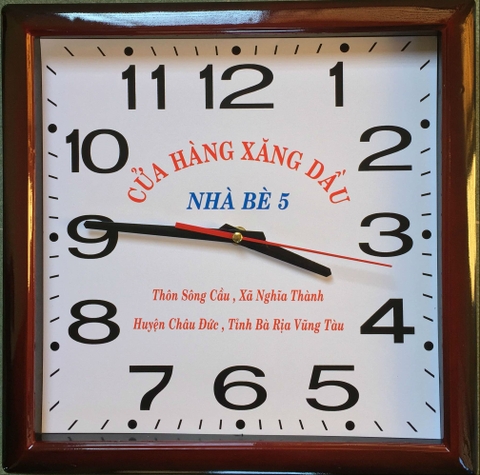 11 12 1
10 2
CỬA HÀNG XĂNG DẦU
NHÀ BÈ 5
9 3
Thôn Sông Cầu , Xã Nghĩa Thành
Huyện Châu Đức , Tỉnh Bà Rịa Vũng Tàu
8 4
7 6 5